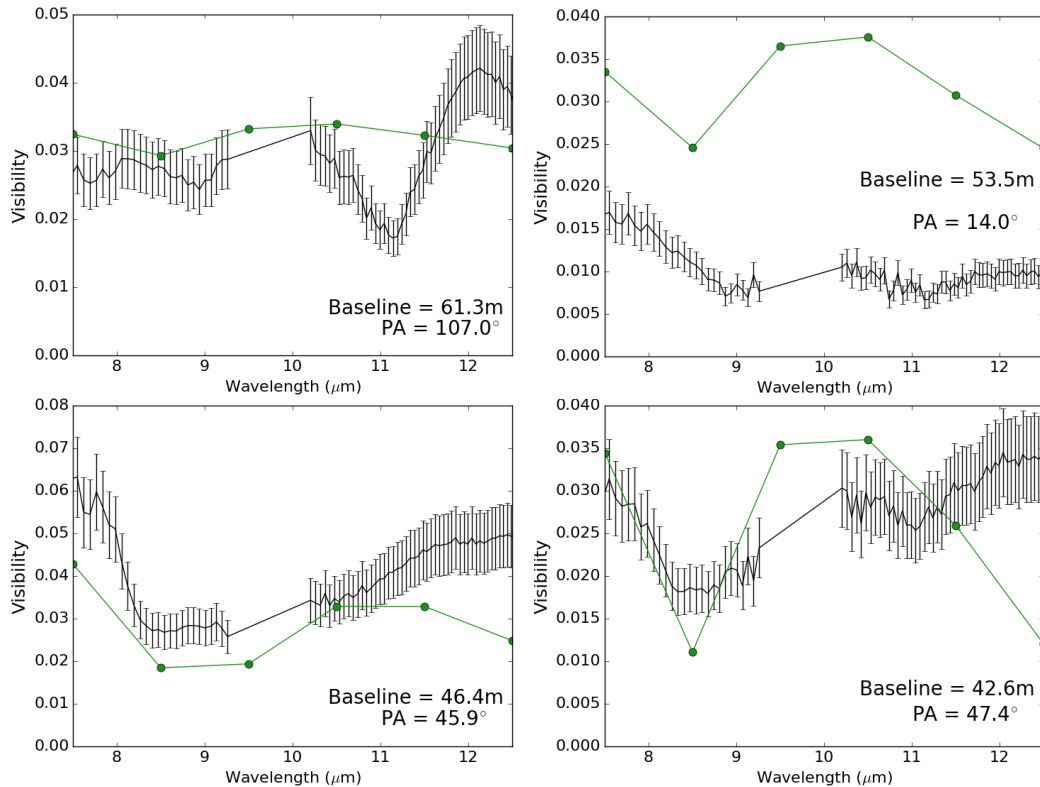 0.05
0.04
0.03
0.02
0.01
0.00
Visibility
8 9 10 11 12
Wavelength (μm)
Baseline = 61.3m
PA = 107.0°
0.040
0.035
0.030
0.025
0.020
0.015
0.010
0.005
0.000
Visibility
8 9 10 11 12
Wavelength (μm)
Baseline = 53.5m
PA = 14.0°
0.08
0.07
0.06
0.05
0.04
0.03
0.02
0.01
0.00
Visibility
8 9 10 11 12
Wavelength (μm)
Baseline = 46.4m
PA = 45.9°
0.040
0.035
0.030
0.025
0.020
0.015
0.010
0.005
0.000
Visibility
8 9 10 11 12
Wavelength (μm)
Baseline = 42.6m
PA = 47.4°